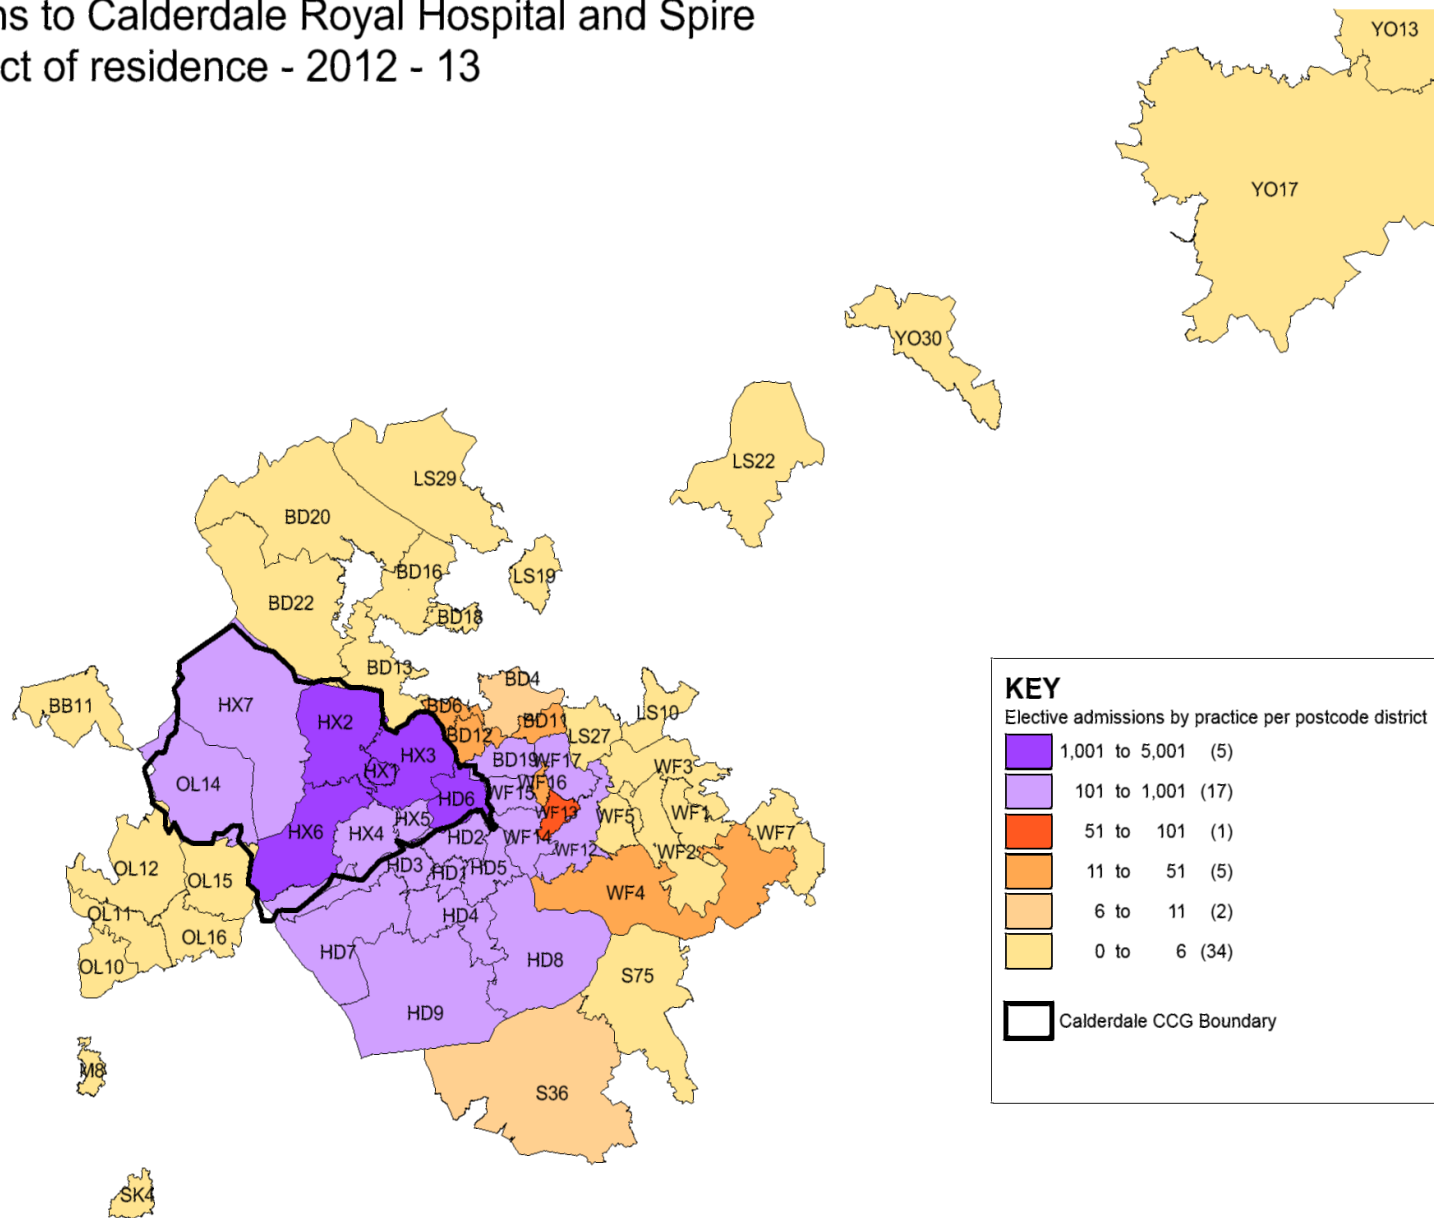 ns to Calderdale Royal Hospital and Spire
ct of residence - 2012 - 13
YO13
YO17
YO30
LS22
LS29
BD20
BD16
LS19
BD22
BD18
BD13
BD4
BB11
HX7
HX2
BD6
BD11
LS10
BD12
LS27
HX3
BD19
WF17
WF3
HX1
WF16
OL14
WF15
HD6
WF13
WF5
WF1
HX5
HX6
HX4
HD2
WF14
WF7
WF12
WF2
OL12
HD3
HD1
HD5
OL15
WF4
OL11
HD4
OL16
HD7
HD8
OL10
S75
HD9
M8
S36
SK4
KEY
Elective admissions by practice per postcode district
1,001 to 5,001 (5)
101 to 1,001 (17)
51 to 101 (1)
11 to 51 (5)
6 to 11 (2)
0 to 6 (34)
Calderdale CCG Boundary